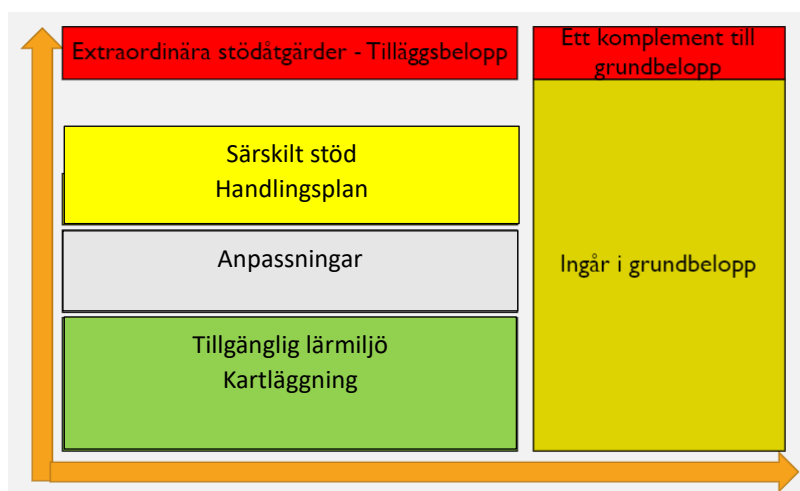 Extraordinära stödåtgärder - Tilläggsbelopp
Ett komplement till
grundbelopp
Särskilt stöd
Handlingsplan
Anpassningar
Ingår i grundbelopp
Tillgänglig lärmiljö
Kartläggning